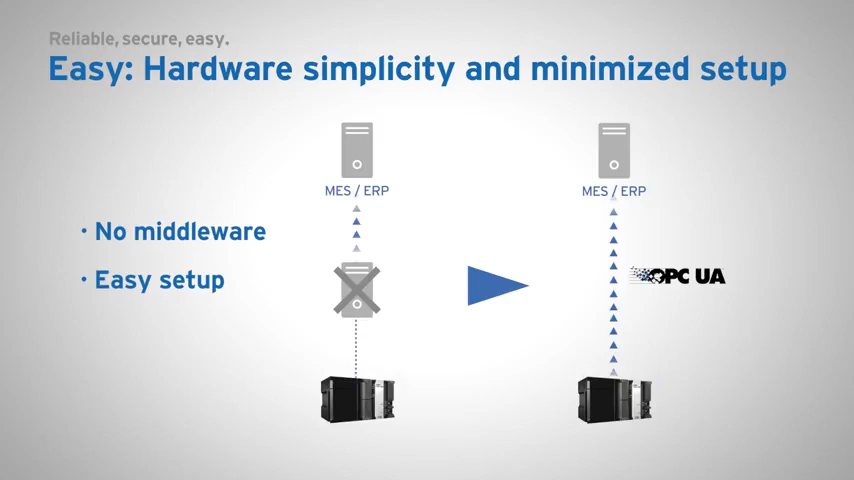 Reliable, secure, easy.
Easy: Hardware simplicity and minimized setup
MES / ERP
MES / ERP
· No middleware
· Easy setup
OPC UA